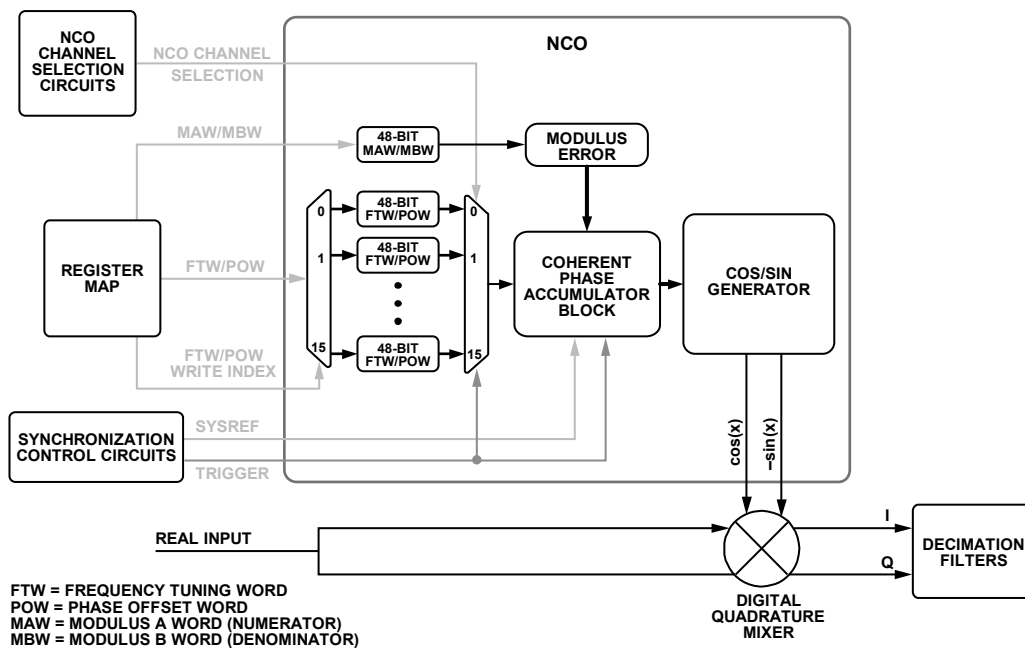 NCO
CHANNEL
SELECTION
CIRCUITS
NCO CHANNEL
SELECTION
NCO
MAW/MBW
48-BIT
MAW/MBW
MODULUS
ERROR
REGISTER
MAP
FTW/POW
0
48-BIT
FTW/POW
0
1
48-BIT
FTW/POW
1
15
48-BIT
FTW/POW
15
COHERENT
PHASE
ACCUMULATOR
BLOCK
COS/SIN
GENERATOR
FTW/POW
WRITE INDEX
SYNCHRONIZATION
CONTROL CIRCUITS
SYSREF
TRIGGER
cos(x)
–sin(x)
REAL INPUT
I
Q
DECIMATION
FILTERS
DIGITAL
QUADRATURE
MIXER
FTW = FREQUENCY TUNING WORD
POW = PHASE OFFSET WORD
MAW = MODULUS A WORD (NUMERATOR)
MBW = MODULUS B WORD (DENOMINATOR)